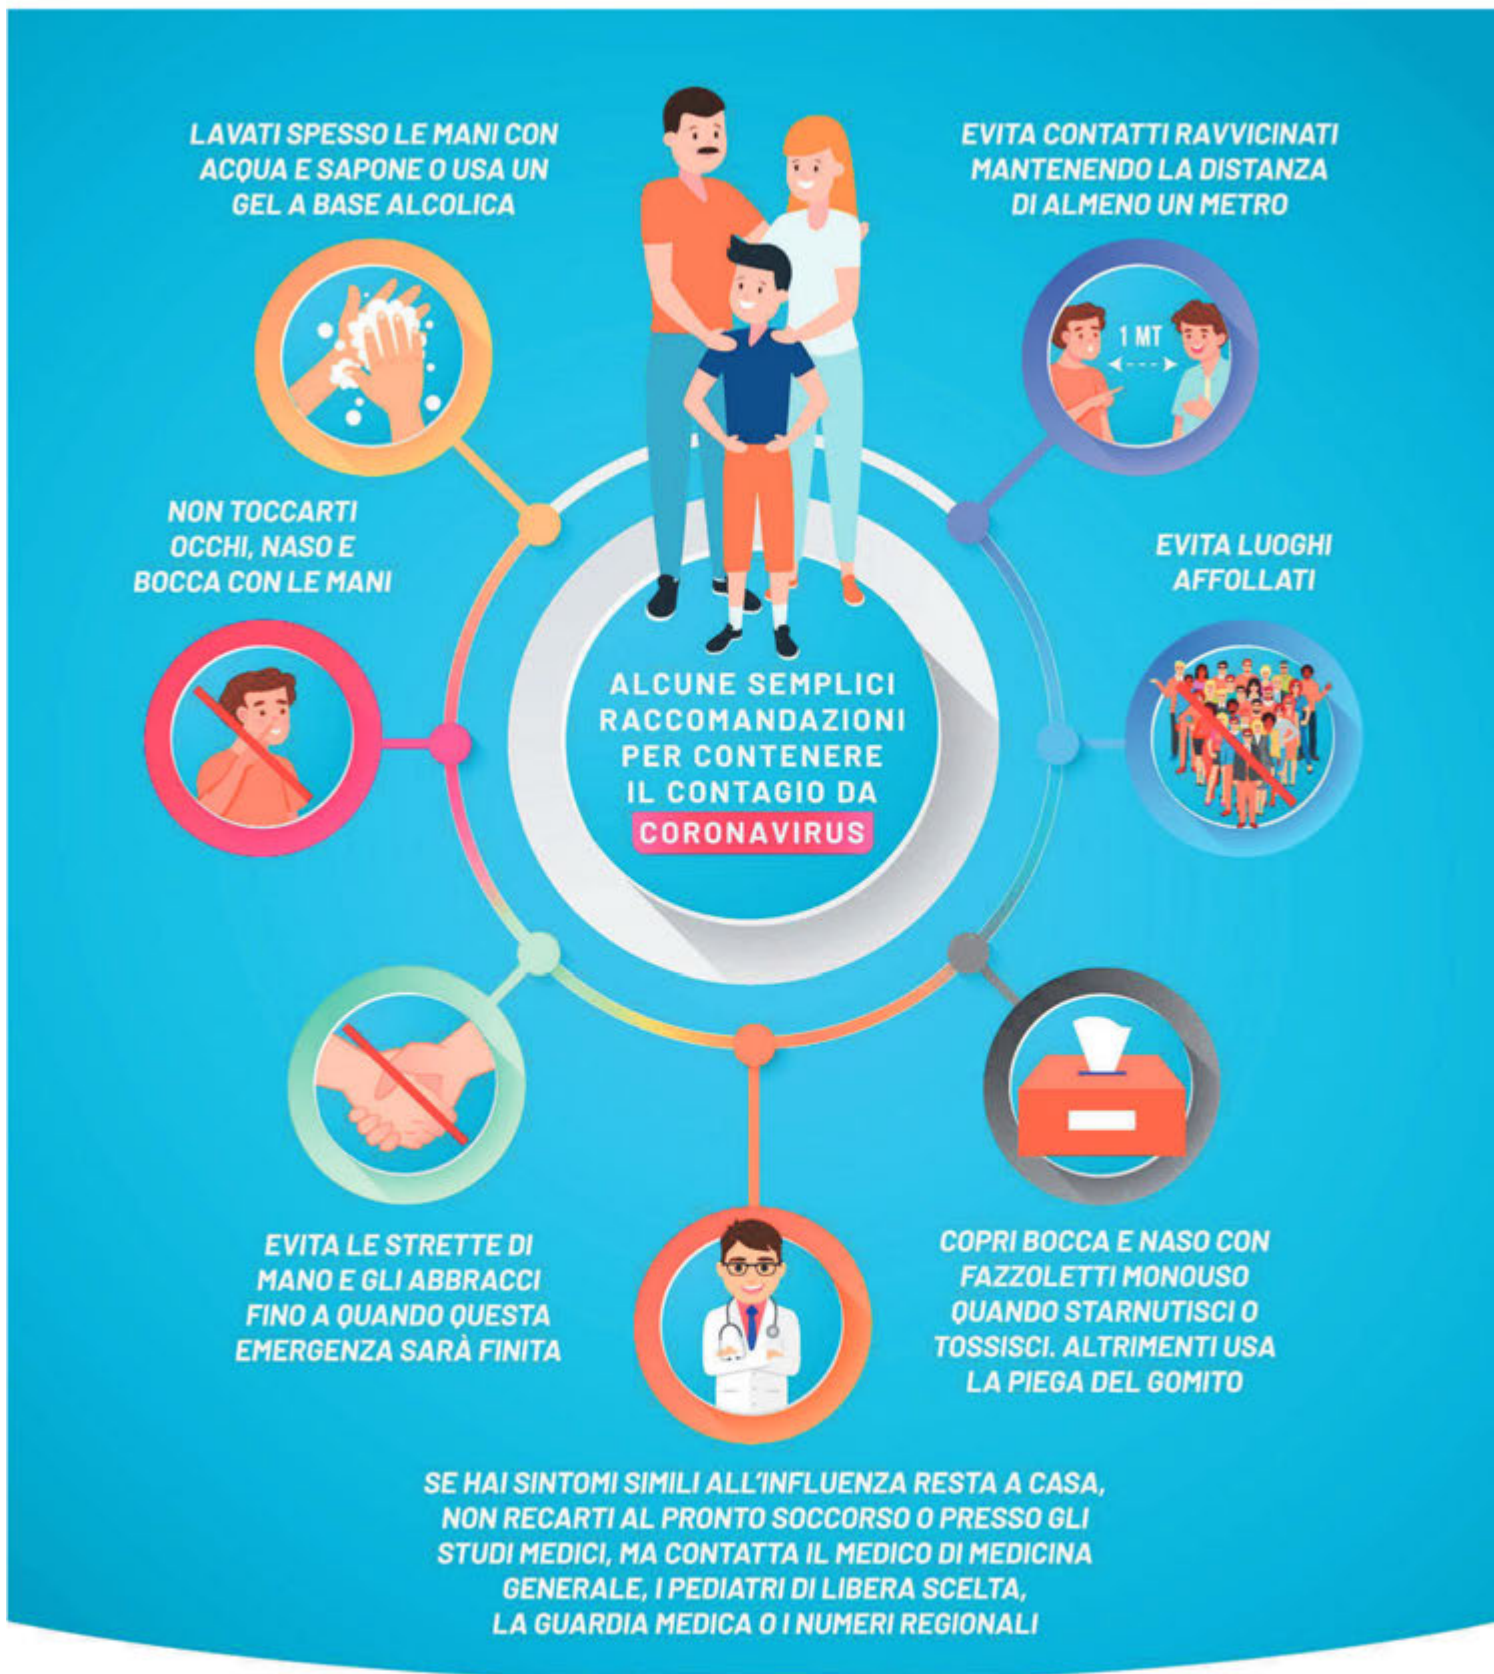 LAVATI SPESSO LE MANI CON
ACQUA E SAPONE O USA UN
GEL A BASE ALCOLICA
EVITA CONTATTI RAVVICINATI
MANTENENDO LA DISTANZA
DI ALMENO UN METRO
1 MT
NON TOCCARTI
OCCHI, NASO E
BOCCA CON LE MANI
EVITA LUOGHI
AFFOLLATI
ALCUNE SEMPLICI
RACCOMANDAZIONI
PER CONTENERE
IL CONTAGIO DA
CORONAVIRUS
EVITA LE STRETTE DI
MANO E GLI ABBRACCI
FINO A QUANDO QUESTA
EMERGENZA SARÀ FINITA
COPRI BOCCA E NASO CON
FAZZOLETTI MONOUSO
QUANDO STARNUTISCI O
TOSSISCI. ALTRIMENTI USA
LA PIEGA DEL GOMITO
SE HAI SINTOMI SIMILI ALL'INFLUENZA RESTA A CASA,
NON RECARTI AL PRONTO SOCCORSO O PRESSO GLI
STUDI MEDICI, MA CONTATTA IL MEDICO DI MEDICINA
GENERALE, I PEDIATRI DI LIBERA SCELTA,
LA GUARDIA MEDICA O I NUMERI REGIONALI